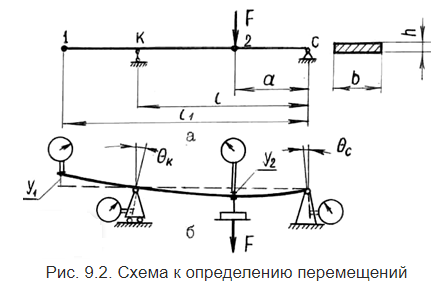 F
1 K 2 C
a
h
b
l
l₁
а
θк θс
y₁ y₂
б
F
Рис. 9.2. Схема к определению перемещений